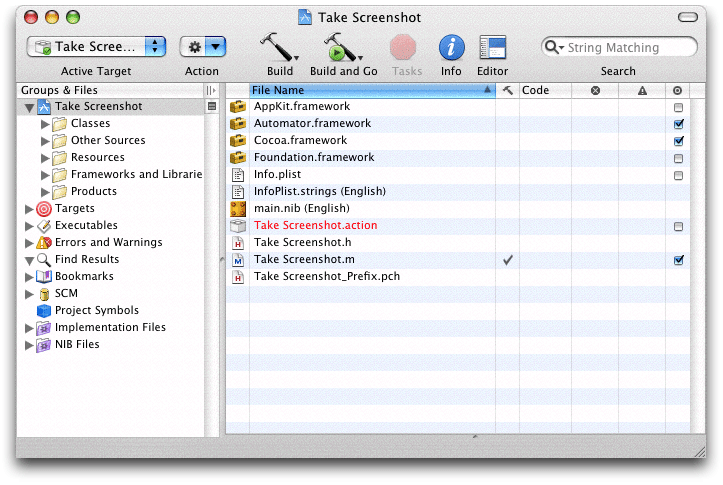 Take Screenshot
Take Scree...
String Matching
Active Target
Action
Build
Build and Go
Tasks
Info
Editor
Search
Groups & Files
File Name
Code
Take Screenshot
Classes
Other Sources
Resources
Frameworks and Librarie
Products
Targets
Executables
Errors and Warnings
Find Results
Bookmarks
SCM
Project Symbols
Implementation Files
NIB Files
AppKit.framework
Automator.framework
Cocoa.framework
Foundation.framework
Info.plist
InfoPlist.strings (English)
main.nib (English)
Take Screenshot.action
Take Screenshot.h
Take Screenshot.m
Take Screenshot_Prefix.pch